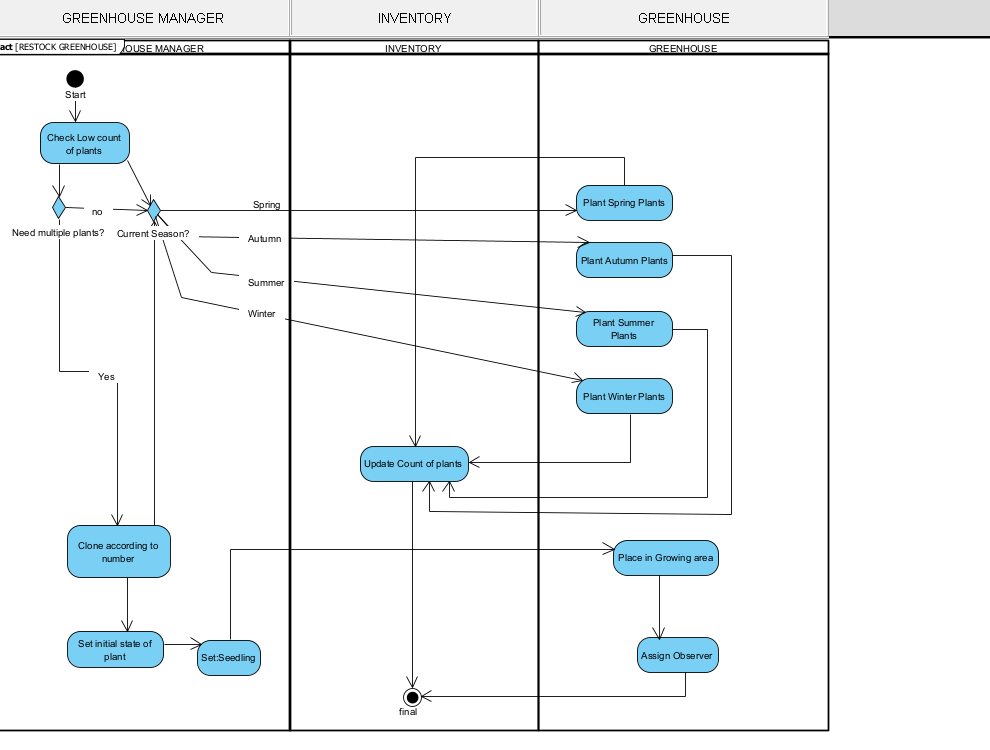 GREENHOUSE MANAGER
INVENTORY
GREENHOUSE
act [RESTOCK GREENHOUSE]
OUSE MANAGER
INVENTORY
GREENHOUSE
Start
Check Low count
of plants
no
Need multiple plants?
Current Season?
Spring
Autumn
Summer
Winter
Plant Spring Plants
Plant Autumn Plants
Plant Summer
Plants
Plant Winter Plants
Yes
Update Count of plants
Clone according to
number
Place in Growing area
Set initial state of
plant
Set:Seedling
Assign Observer
final